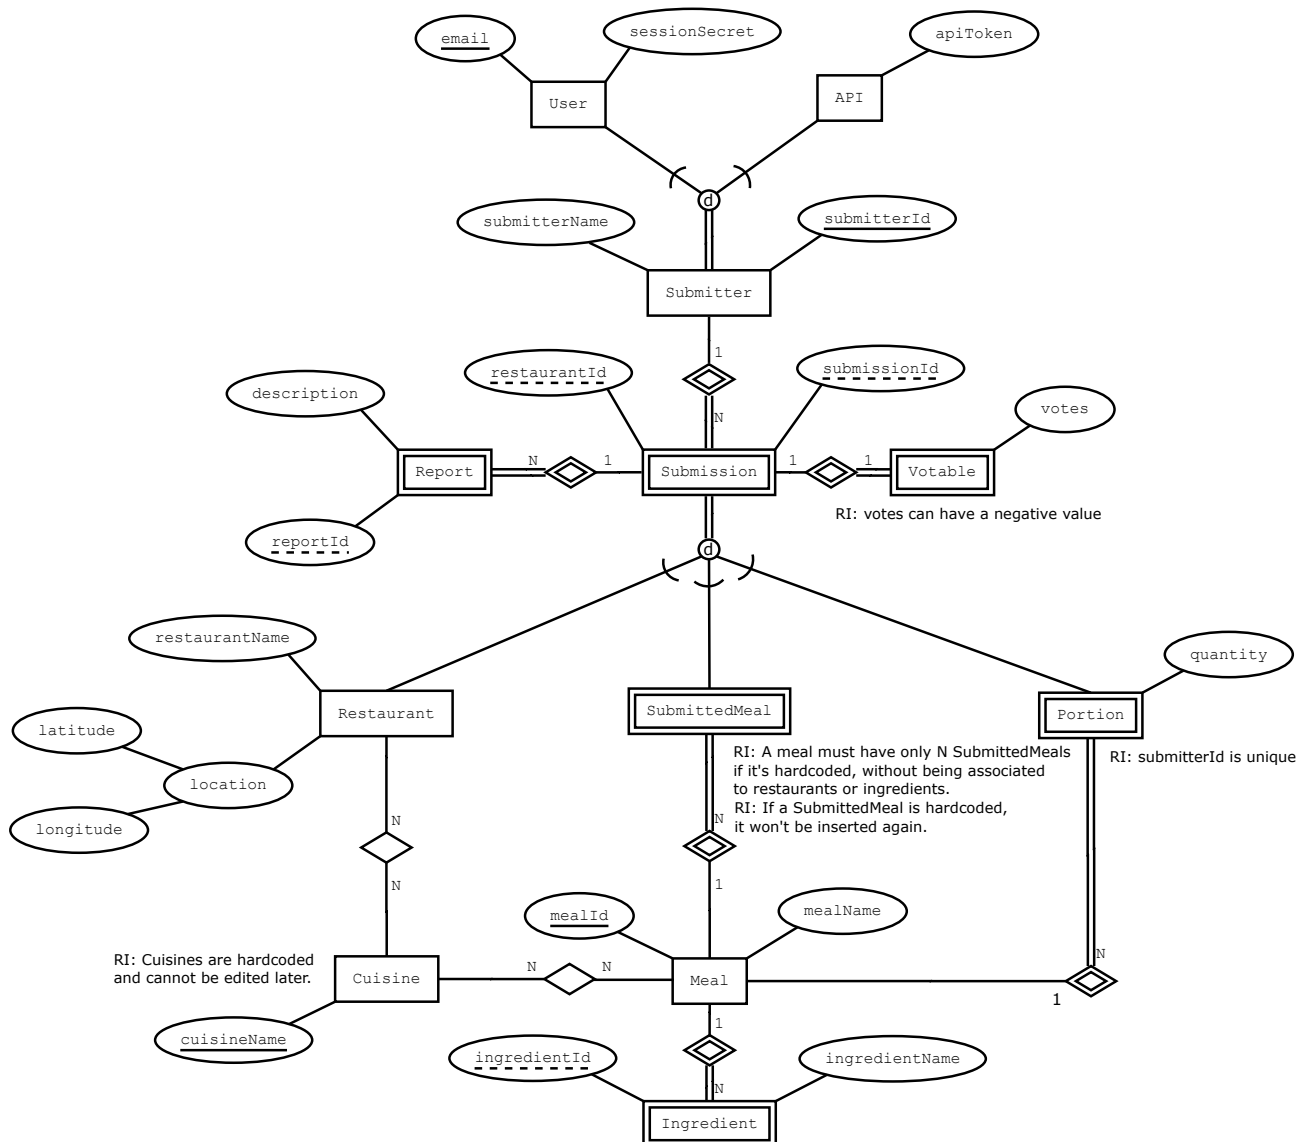 email
sessionSecret
apiToken
User
API
d
submitterName
submitterId
Submitter
1
restaurantId
submissionId
description
votes
N
Report
N
1
Submission
1
1
Votable
RI: votes can have a negative value
reportId
d
restaurantName
quantity
latitude
Restaurant
SubmittedMeal
Portion
location
RI: A meal must have only N SubmittedMeals
if it's hardcoded, without being associated
to restaurants or ingredients.
RI: If a SubmittedMeal is hardcoded,
it won't be inserted again.
RI: submitterId is unique
longitude
N
N
N
1
mealId
mealName
RI: Cuisines are hardcoded
and cannot be edited later.
Cuisine
N
N
Meal
N
1
cuisineName
1
ingredientId
ingredientName
N
Ingredient